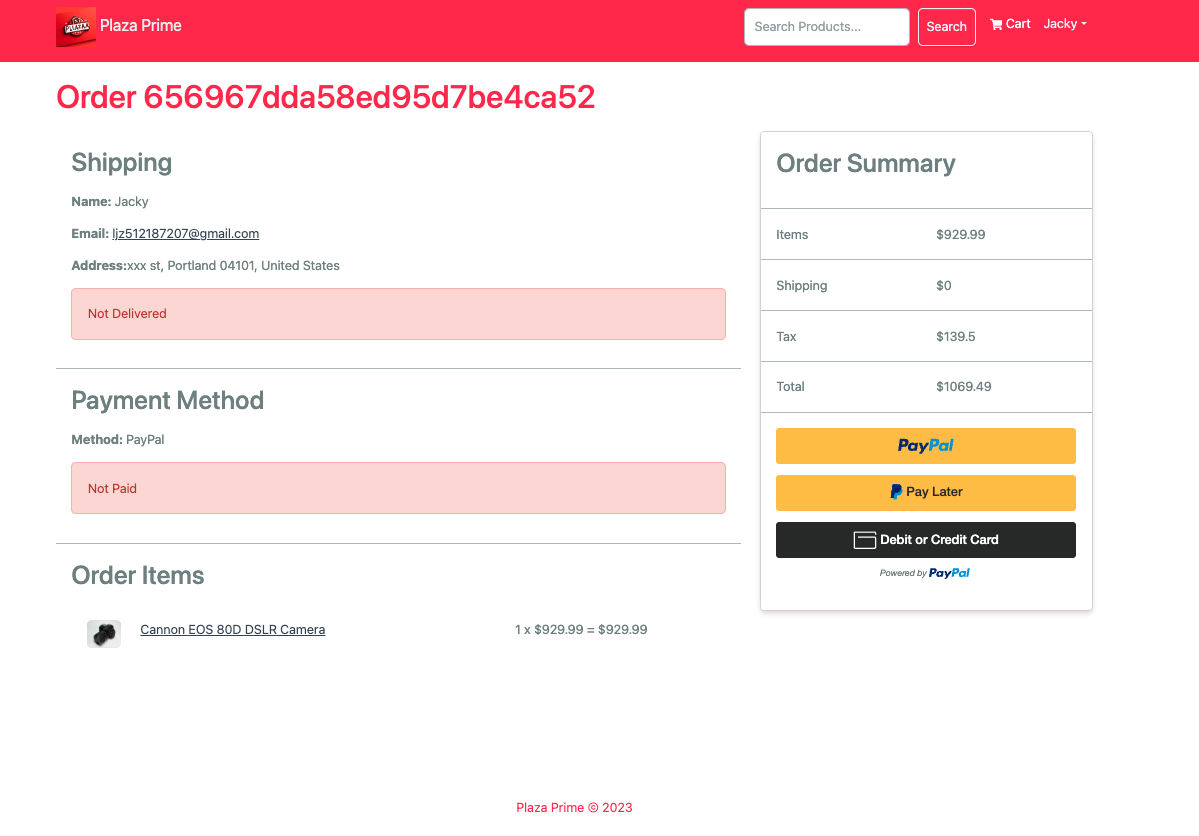 Plaza Prime
Search Products...
Search
Cart
Jacky
Order 656967dda58ed95d7be4ca52
Shipping
Name: Jacky
Email: ljz512187207@gmail.com
Address:xxx st, Portland 04101, United States
Not Delivered
Payment Method
Method: PayPal
Not Paid
Order Items
Cannon EOS 80D DSLR Camera
1 x $929.99 = $929.99
Order Summary
Items $929.99
Shipping $0
Tax $139.5
Total $1069.49
PayPal
Pay Later
Debit or Credit Card
Powered by PayPal
Plaza Prime © 2023